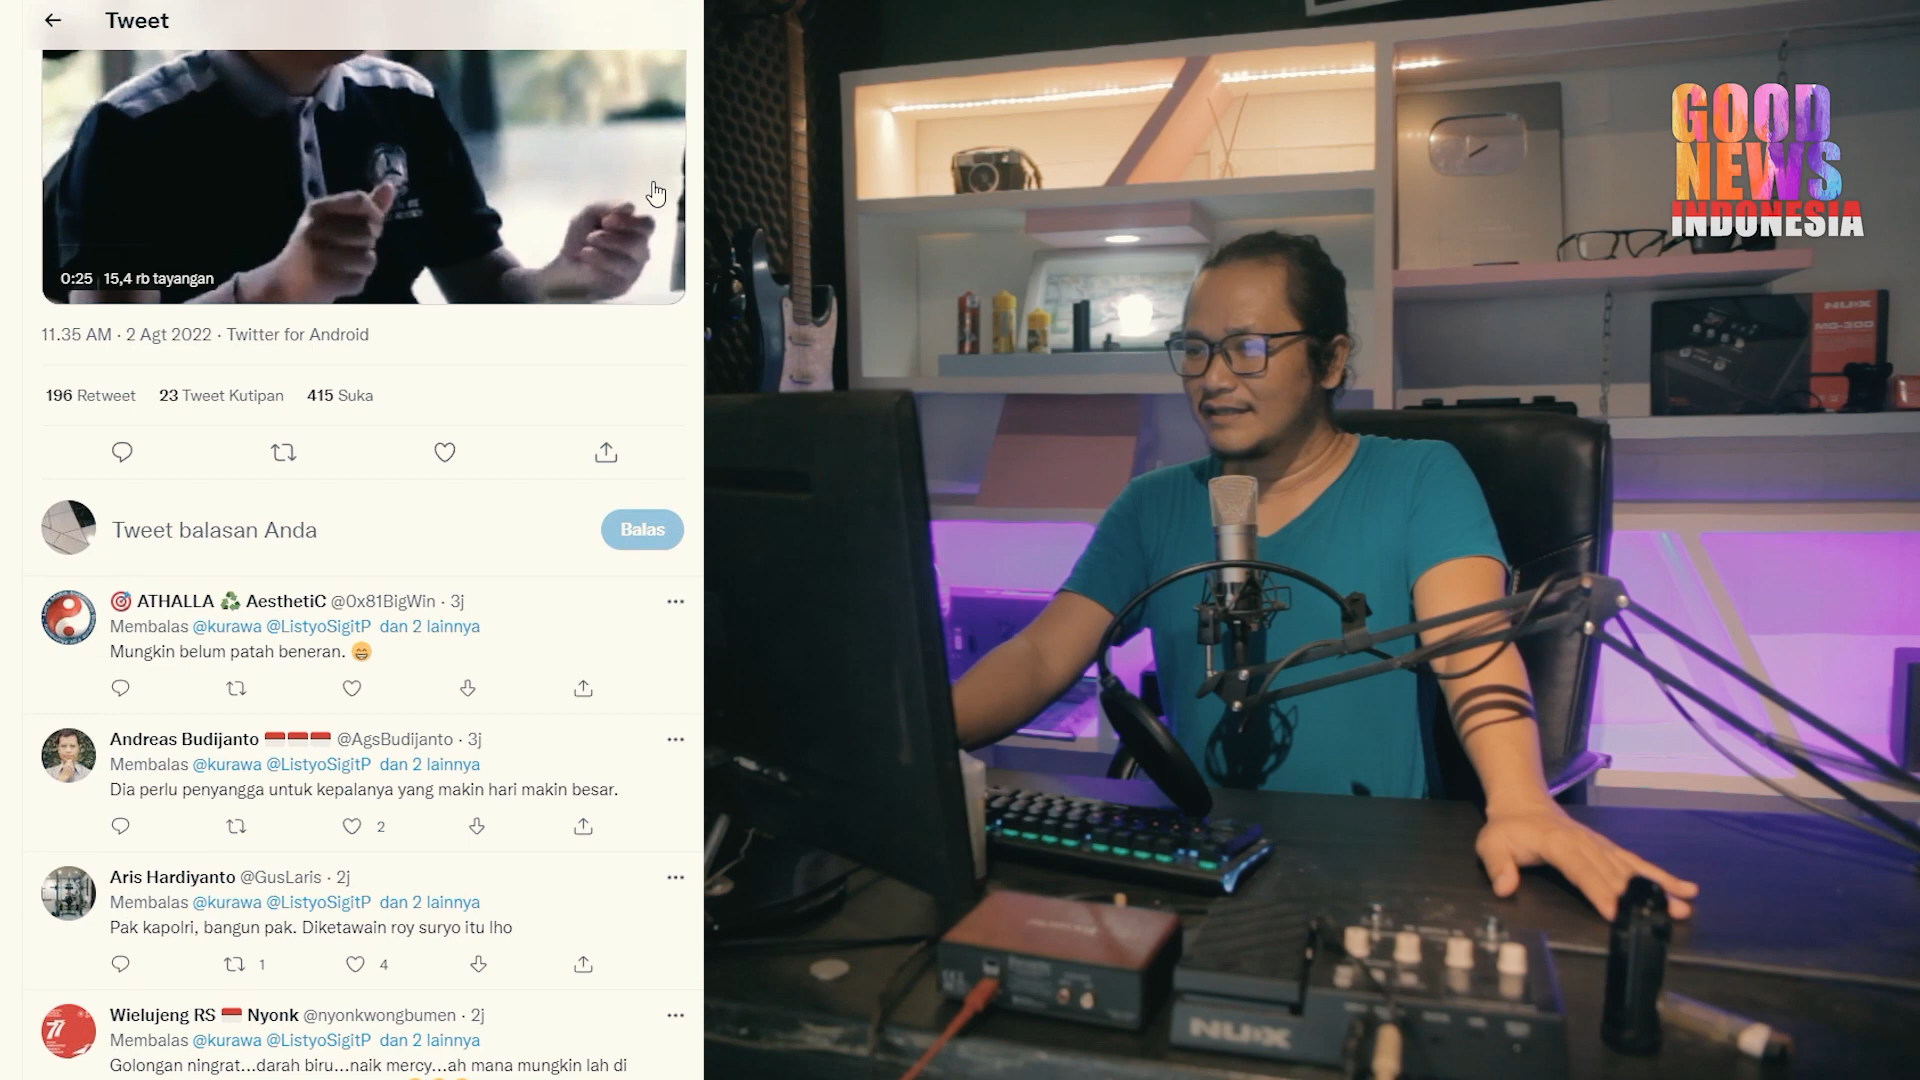 Tweet
0:25 15,4 rb tayangan
11.35 AM · 2 Agt 2022 · Twitter for Android
196 Retweet 23 Tweet Kutipan 415 Suka
Tweet balasan Anda
Balas
🎯 ATHALLA ♻️ AesthetiC @0x81BigWin · 3j
Membalas @kurawa @ListyoSigitP dan 2 lainnya
Mungkin belum patah beneran. 😁
Andreas Budijanto 🇮🇩🇮🇩🇮🇩 @AgsBudijanto · 3j
Membalas @kurawa @ListyoSigitP dan 2 lainnya
Dia perlu penyangga untuk kepalanya yang makin hari makin besar.
2
Aris Hardiyanto @GusLaris · 2j
Membalas @kurawa @ListyoSigitP dan 2 lainnya
Pak kapolri, bangun pak. Diketawain roy suryo itu lho
1 4
Wielujeng RS 🇮🇩 Nyonk @nyonkwongbumen · 2j
Membalas @kurawa @ListyoSigitP dan 2 lainnya
Golongan ningrat...darah biru...naik mercy...ah mana mungkin lah di
77
GOOD
NEWS
INDONESIA
NUX
MG-300
NUX